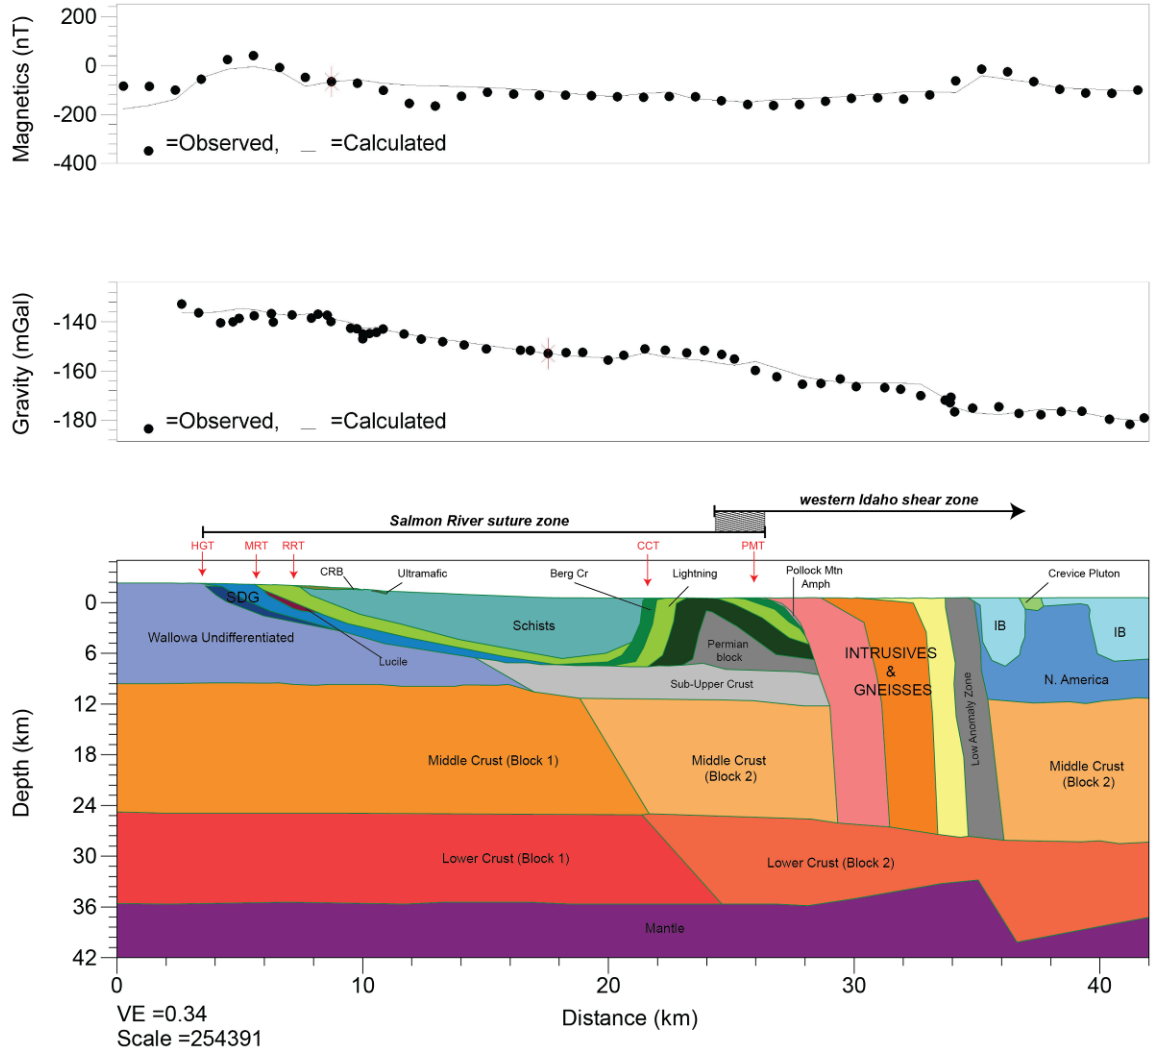 Magnetics (nT)
200
0
-200
-400
=Observed, __ =Calculated
Gravity (mGal)
-140
-160
-180
=Observed, __ =Calculated
western Idaho shear zone
Salmon River suture zone
HGT MRT RRT CCT PMT
CRB Ultramafic Berg Cr Lightning Pollock Mtn Amph Crevice Pluton
Depth (km)
0
6
12
18
24
30
36
42
SDG
Wallowa Undifferentiated
Lucile
Schists
Permian block
Sub-Upper Crust
INTRUSIVES
&
GNEISSES
Low Anomaly Zone
IB
IB
N. America
Middle Crust (Block 1)
Middle Crust
(Block 2)
Middle Crust
(Block 2)
Lower Crust (Block 1)
Lower Crust (Block 2)
Mantle
0 10 20 30 40
Distance (km)
VE =0.34
Scale =254391